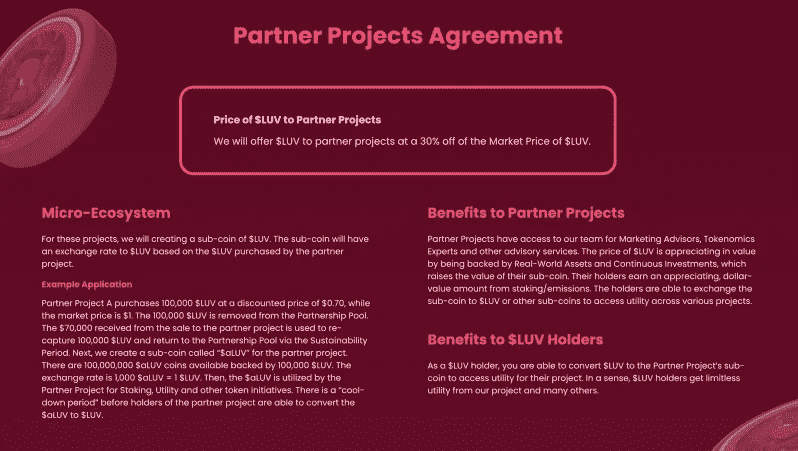 Partner Projects Agreement
Price of $LUV to Partner Projects
We will offer $LUV to partner projects at a 30% off of the Market Price of $LUV.
Micro-Ecosystem
For these projects, we will creating a sub-coin of $LUV. The sub-coin will have
an exchange rate to $LUV based on the $LUV purchased by the partner
project.
Example Application
Partner Project A purchases 100,000 $LUV at a discounted price of $0.70, while
the market price is $1. The 100,000 $LUV is removed from the Partnership Pool.
The $70,000 received from the sale to the partner project is used to re-
capture 100,000 $LUV and return to the Partnership Pool via the Sustainability
Period. Next, we create a sub-coin called “$aLUV” for the partner project.
There are 100,000,000 $aLUV coins available backed by 100,000 $LUV. The
exchange rate is 1,000 $aLUV = 1 $LUV. Then, the $aLUV is utilized by the
Partner Project for Staking, Utility and other token initiatives. There is a “cool-
down period” before holders of the partner project are able to convert the
$aLUV to $LUV.
Benefits to Partner Projects
Partner Projects have access to our team for Marketing Advisors, Tokenomics
Experts and other advisory services. The price of $LUV is appreciating in value
by being backed by Real-World Assets and Continuous Investments, which
raises the value of their sub-coin. Their holders earn an appreciating, dollar-
value amount from staking/emissions. The holders are able to exchange the
sub-coin to $LUV or other sub-coins to access utility across various projects.
Benefits to $LUV Holders
As a $LUV holder, you are able to convert $LUV to the Partner Project's sub-
coin to access utility for their project. In a sense, $LUV holders get limitless
utility from our project and many others.